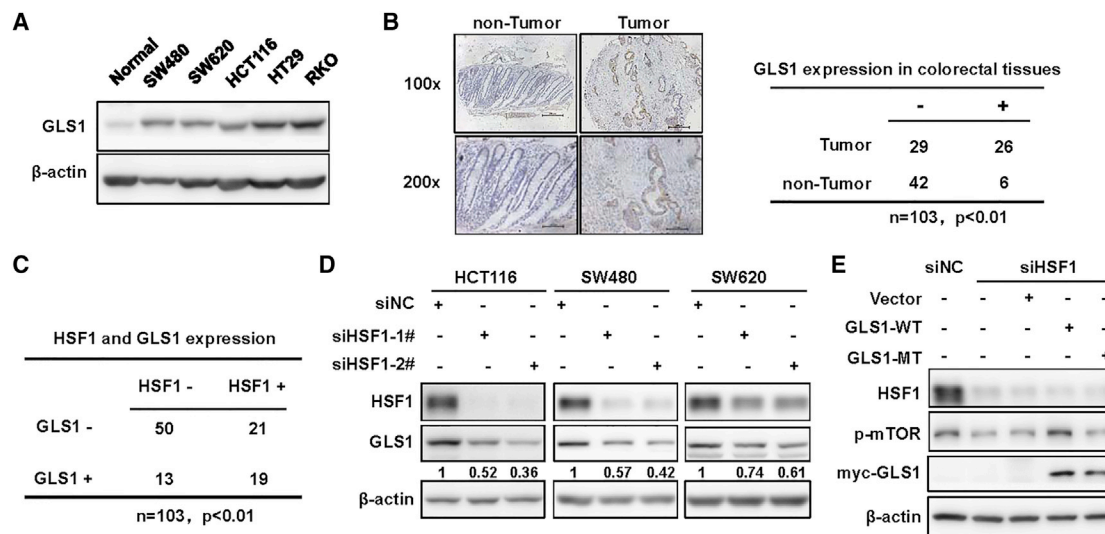 A
Normal SW480 SW620 HCT116 HT29 RKO
GLS1
β-actin
B
non-Tumor Tumor
100x
200x
GLS1 expression in colorectal tissues
- +
Tumor 29 26
non-Tumor 42 6
n=103, p<0.01
C
HSF1 and GLS1 expression
HSF1 - HSF1 +
GLS1 - 50 21
GLS1 + 13 19
n=103, p<0.01
D
HCT116 SW480 SW620
siNC + - - + - - + - -
siHSF1-1# - + - - + - - + -
siHSF1-2# - - + - - + - - +
HSF1
GLS1
1 0.52 0.36 1 0.57 0.42 1 0.74 0.61
β-actin
E
siNC siHSF1
Vector - - + - -
GLS1-WT - - - + -
GLS1-MT - - - - +
HSF1
p-mTOR
myc-GLS1
β-actin